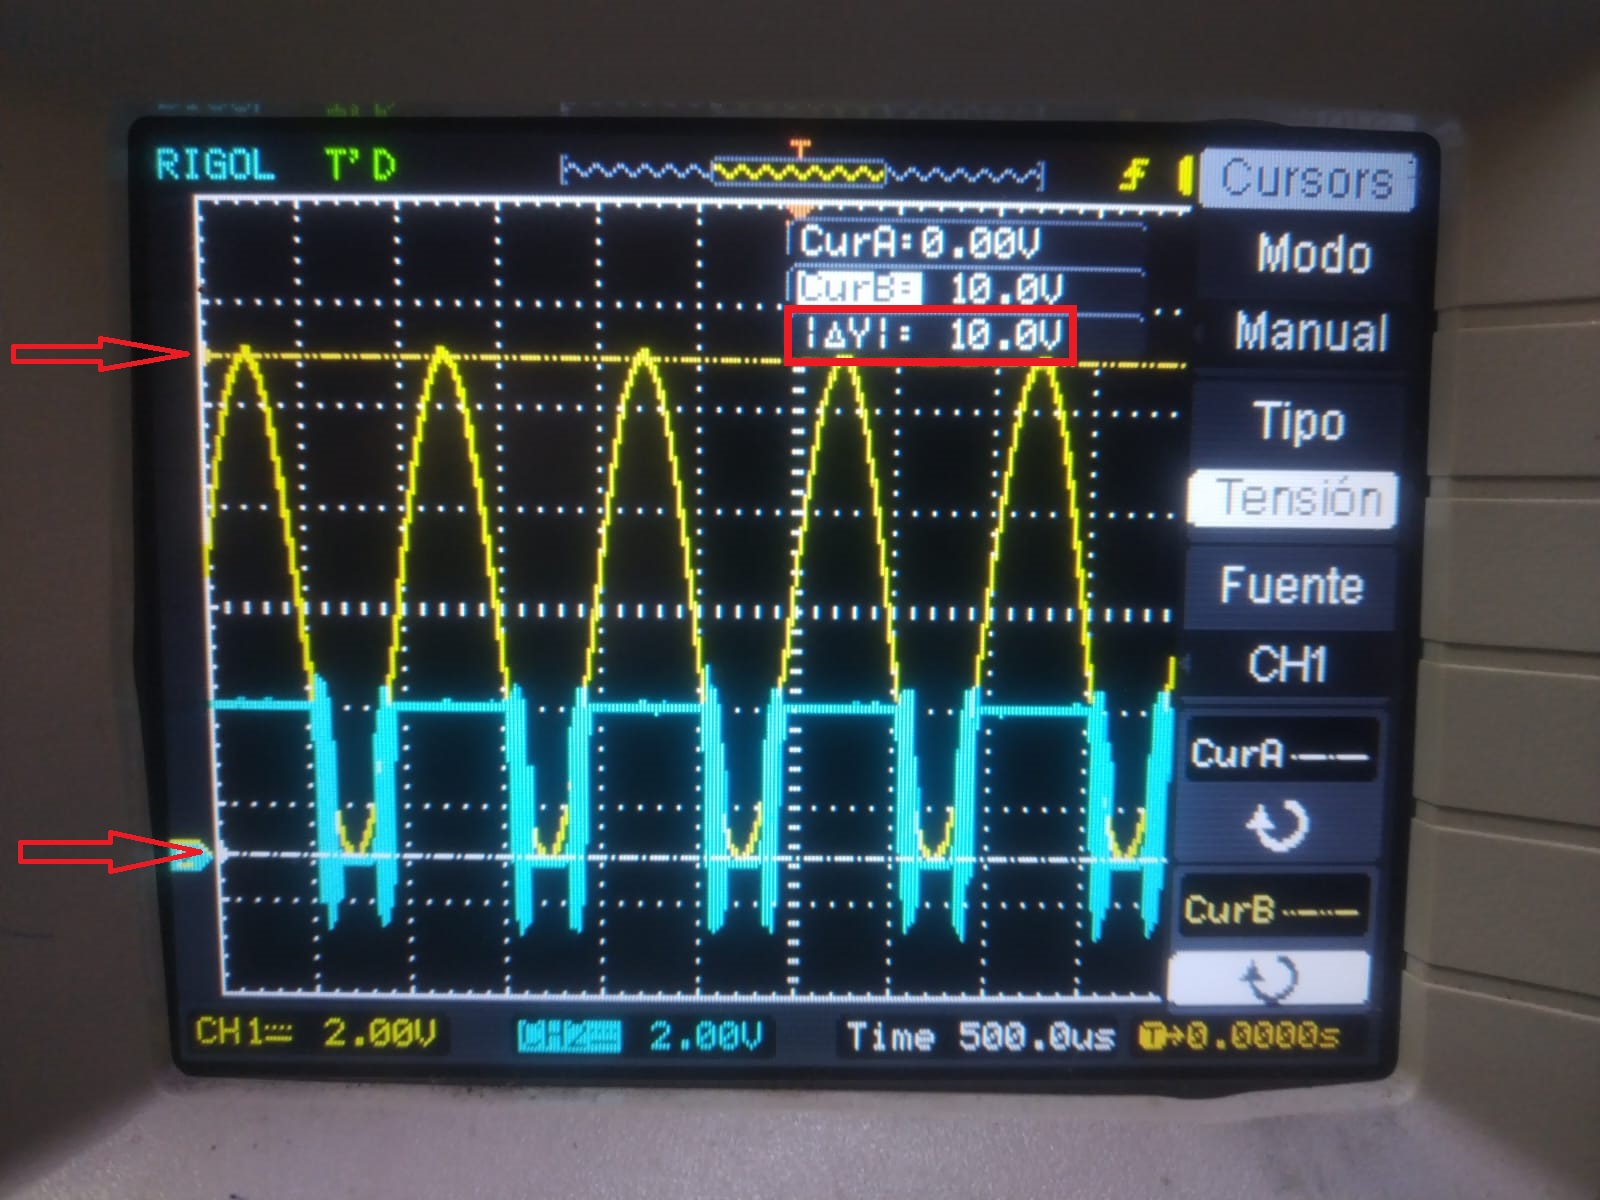 RIGOL T' D
T
Cursors
CurA:0.00V
CurB: 10.0V
|△Y|: 10.0V
Modo
Manual
Tipo
Tensión
Fuente
CH1
CurA
CurB
CH1 2.00V CH2 2.00V Time 500.0us T→0.0000s